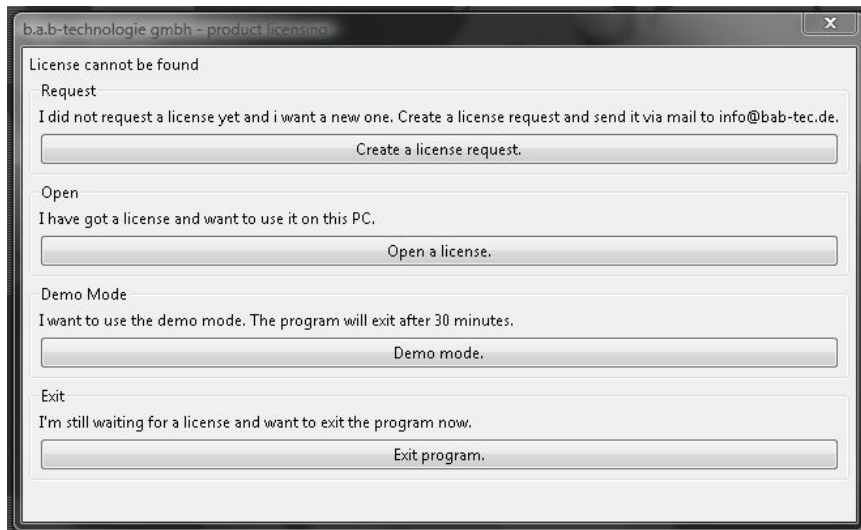 b.a.b-technologie gmbh - product licensing
License cannot be found
Request
I did not request a license yet and i want a new one. Create a license request and send it via mail to info@bab-tec.de.
Create a license request.
Open
I have got a license and want to use it on this PC.
Open a license.
Demo Mode
I want to use the demo mode. The program will exit after 30 minutes.
Demo mode.
Exit
I'm still waiting for a license and want to exit the program now.
Exit program.